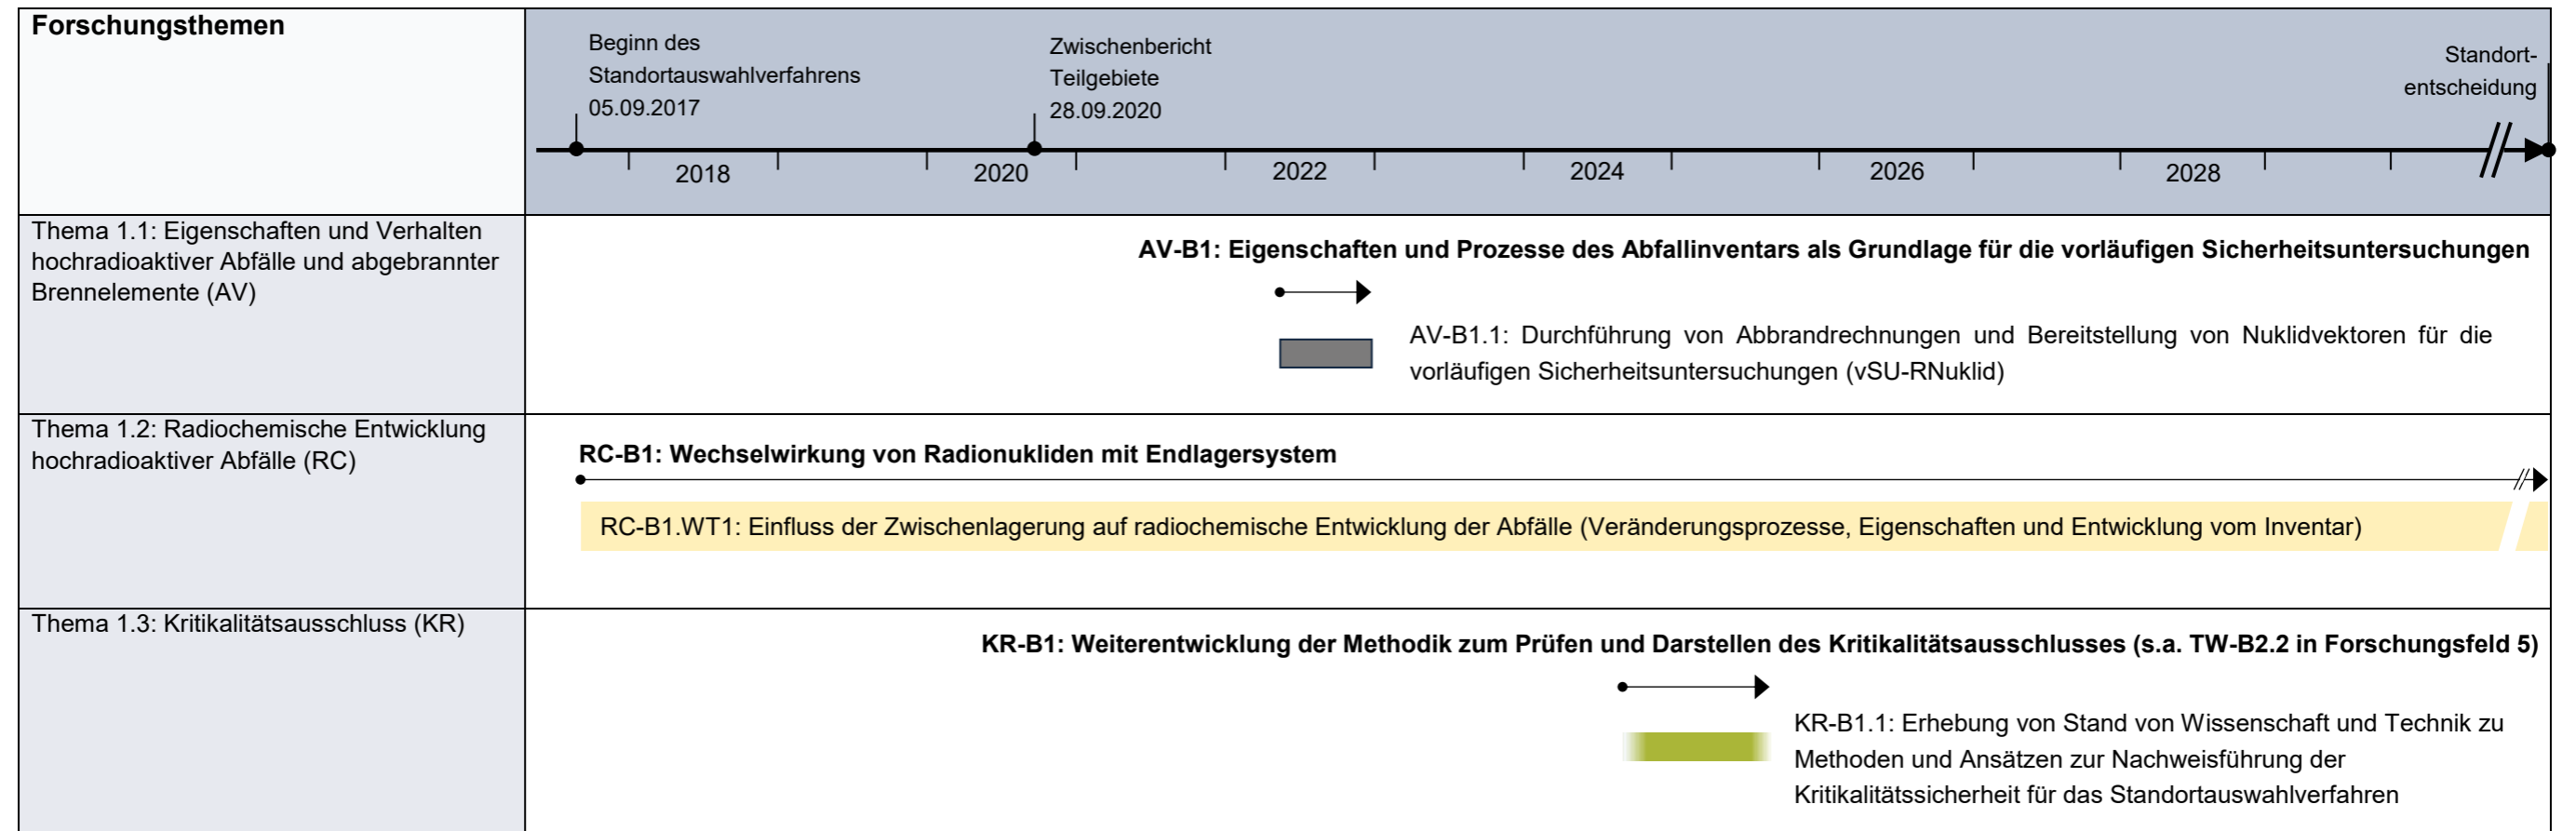 Forschungsthemen
Beginn des
Standortauswahlverfahrens
05.09.2017
Zwischenbericht
Teilgebiete
28.09.2020
Standort-
entscheidung
2018
2020
2022
2024
2026
2028
Thema 1.1: Eigenschaften und Verhalten
hochradioaktiver Abfälle und abgebrannter
Brennelemente (AV)
AV-B1: Eigenschaften und Prozesse des Abfallinventars als Grundlage für die vorläufigen Sicherheitsuntersuchungen
AV-B1.1: Durchführung von Abbrandrechnungen und Bereitstellung von Nuklidvektoren für die
vorläufigen Sicherheitsuntersuchungen (vSU-RNuklid)
Thema 1.2: Radiochemische Entwicklung
hochradioaktiver Abfälle (RC)
RC-B1: Wechselwirkung von Radionukliden mit Endlagersystem
RC-B1.WT1: Einfluss der Zwischenlagerung auf radiochemische Entwicklung der Abfälle (Veränderungsprozesse, Eigenschaften und Entwicklung vom Inventar)
Thema 1.3: Kritikalitätsausschluss (KR)
KR-B1: Weiterentwicklung der Methodik zum Prüfen und Darstellen des Kritikalitätsausschlusses (s.a. TW-B2.2 in Forschungsfeld 5)
KR-B1.1: Erhebung von Stand von Wissenschaft und Technik zu
Methoden und Ansätzen zur Nachweisführung der
Kritikalitätssicherheit für das Standortauswahlverfahren